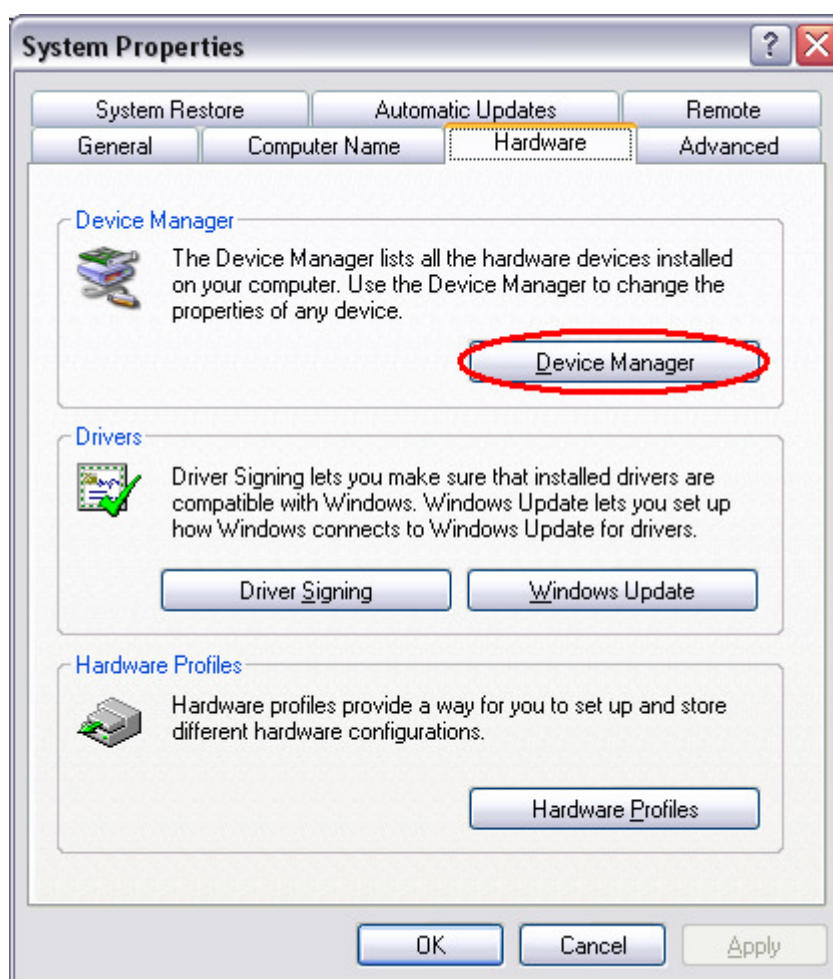 System Properties
System Restore Automatic Updates Remote
General Computer Name Hardware Advanced
Device Manager
The Device Manager lists all the hardware devices installed
on your computer. Use the Device Manager to change the
properties of any device.
Device Manager
Drivers
Driver Signing lets you make sure that installed drivers are
compatible with Windows. Windows Update lets you set up
how Windows connects to Windows Update for drivers.
Driver Signing Windows Update
Hardware Profiles
Hardware profiles provide a way for you to set up and store
different hardware configurations.
Hardware Profiles
OK Cancel Apply